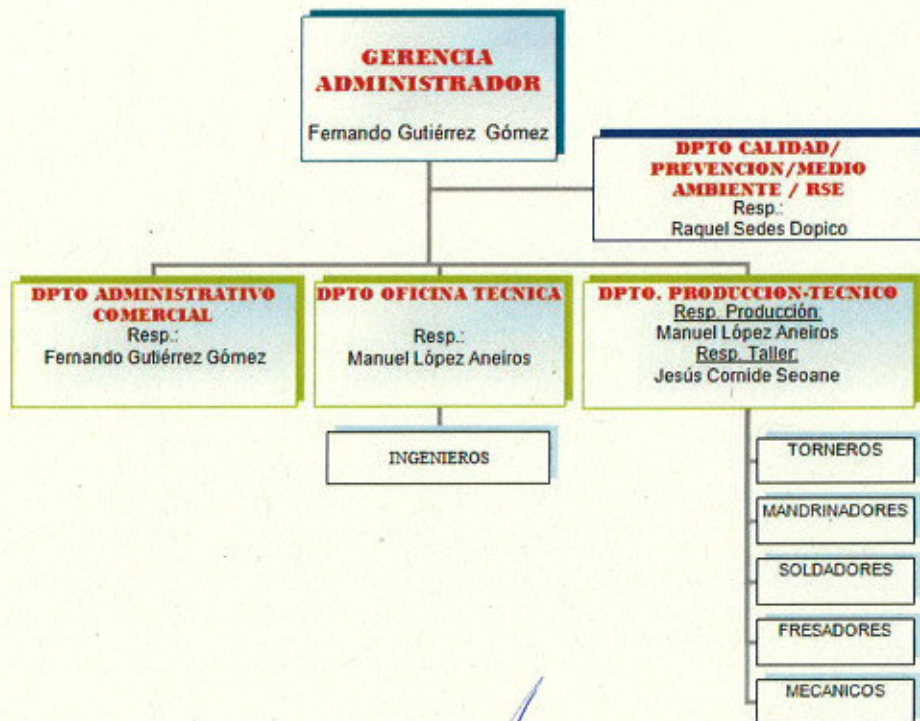 GERENCIA
ADMINISTRADOR
Fernando Gutiérrez Gómez
DPTO CALIDAD/
PREVENCION/MEDIO
AMBIENTE / RSE
Resp.:
Raquel Sedes Dopico
DPTO ADMINISTRATIVO
COMERCIAL
Resp.:
Fernando Gutiérrez Gómez
DPTO OFICINA TECNICA
Resp.:
Manuel López Aneiros
DPTO. PRODUCCION-TECNICO
Resp. Producción:
Manuel López Aneiros
Resp. Taller:
Jesús Cornide Seoane
INGENIEROS
TORNEROS
MANDRINADORES
SOLDADORES
FRESADORES
MECANICOS